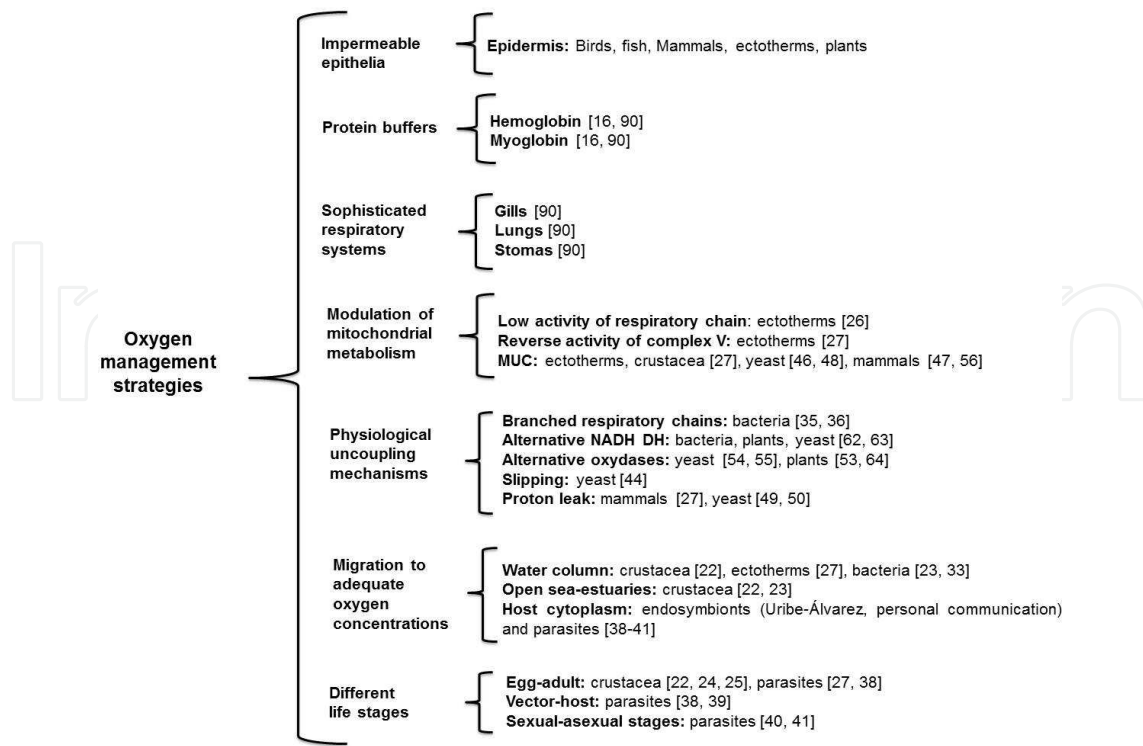 Oxygen
management
strategies
Impermeable
epithelia
Epidermis: Birds, fish, Mammals, ectotherms, plants
Protein buffers
Hemoglobin [16, 90]
Myoglobin [16, 90]
Sophisticated
respiratory
systems
Gills [90]
Lungs [90]
Stomas [90]
Modulation of
mitochondrial
metabolism
Low activity of respiratory chain: ectotherms [26]
Reverse activity of complex V: ectotherms [27]
MUC: ectotherms, crustacea [27], yeast [46, 48], mammals [47, 56]
Physiological
uncoupling
mechanisms
Branched respiratory chains: bacteria [35, 36]
Alternative NADH DH: bacteria, plants, yeast [62, 63]
Alternative oxydases: yeast [54, 55], plants [53, 64]
Slipping: yeast [44]
Proton leak: mammals [27], yeast [49, 50]
Migration to
adequate
oxygen
concentrations
Water column: crustacea [22], ectotherms [27], bacteria [23, 33]
Open sea-estuaries: crustacea [22, 23]
Host cytoplasm: endosymbionts (Uribe-Álvarez, personal communication)
and parasites [38-41]
Different
life stages
Egg-adult: crustacea [22, 24, 25], parasites [27, 38]
Vector-host: parasites [38, 39]
Sexual-asexual stages: parasites [40, 41]